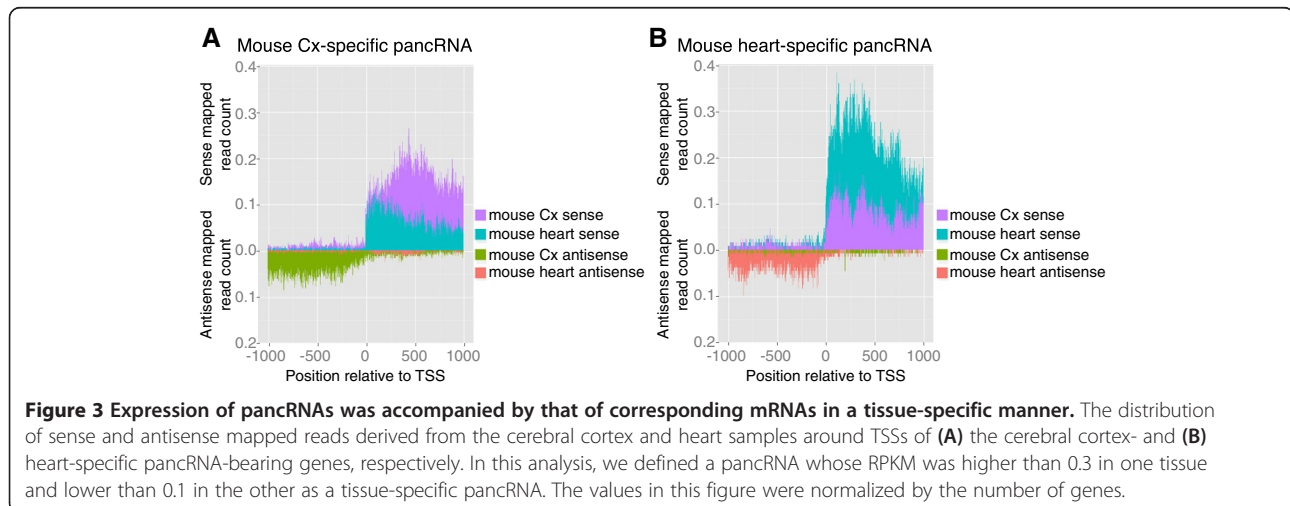 A Mouse Cx-specific pancRNA
Sense mapped
read count
Antisense mapped
read count
0.4
0.3
0.2
0.1
0.0
0.1
0.2
-1000 -500 0 500 1000
Position relative to TSS
mouse Cx sense
mouse heart sense
mouse Cx antisense
mouse heart antisense
B Mouse heart-specific pancRNA
Sense mapped
read count
Antisense mapped
read count
0.4
0.3
0.2
0.1
0.0
0.1
0.2
-1000 -500 0 500 1000
Position relative to TSS
mouse Cx sense
mouse heart sense
mouse Cx antisense
mouse heart antisense
Figure 3 Expression of pancRNAs was accompanied by that of corresponding mRNAs in a tissue-specific manner. The distribution
of sense and antisense mapped reads derived from the cerebral cortex and heart samples around TSSs of (A) the cerebral cortex- and (B)
heart-specific pancRNA-bearing genes, respectively. In this analysis, we defined a pancRNA whose RPKM was higher than 0.3 in one tissue
and lower than 0.1 in the other as a tissue-specific pancRNA. The values in this figure were normalized by the number of genes.